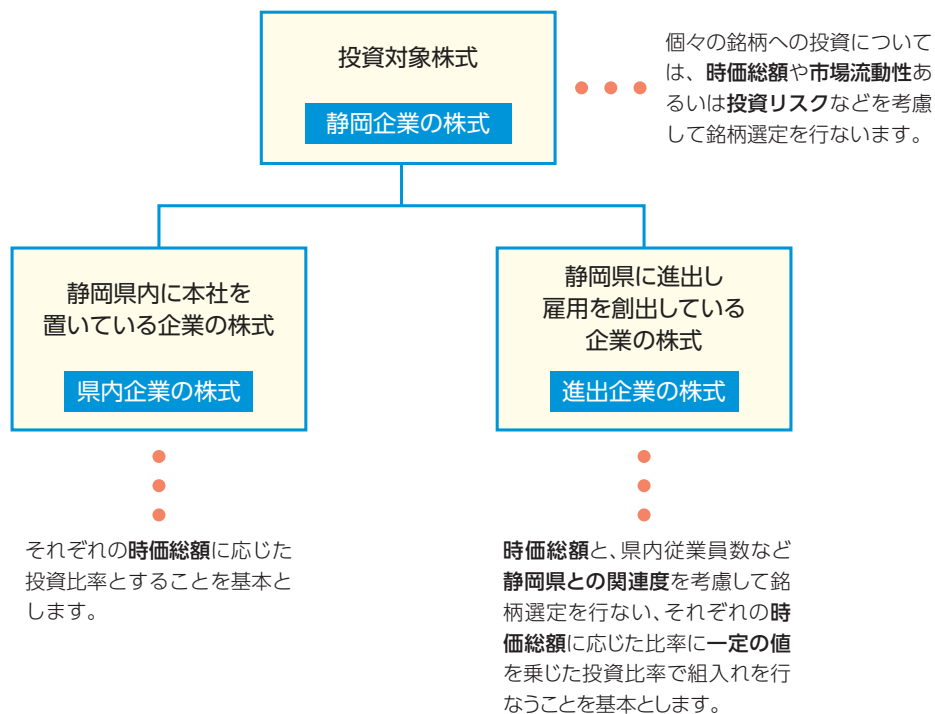 投資対象株式
静岡企業の株式
個々の銘柄への投資について
は、時価総額や市場流動性あ
るいは投資リスクなどを考慮
して銘柄選定を行ないます。
静岡県内に本社を
置いている企業の株式
県内企業の株式
静岡県に進出し
雇用を創出している
企業の株式
進出企業の株式
それぞれの時価総額に応じた
投資比率とすることを基本と
します。
時価総額と、県内従業員数など
静岡県との関連度を考慮して銘
柄選定を行ない、それぞれの時
価総額に応じた比率に一定の値
を乗じた投資比率で組入れを行
なうことを基本とします。